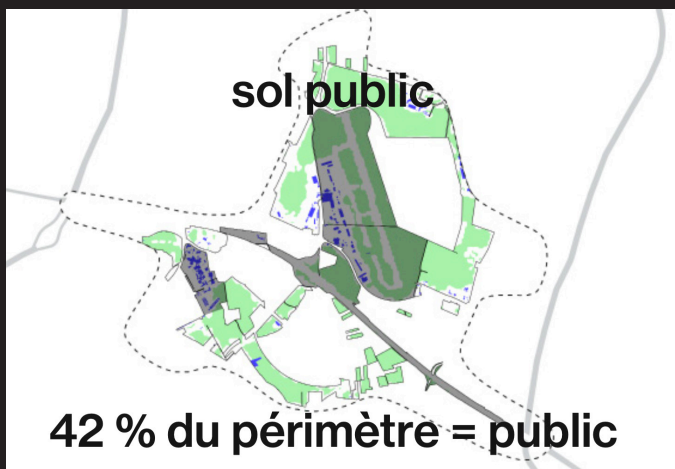 sol public
42 % du périmètre = public